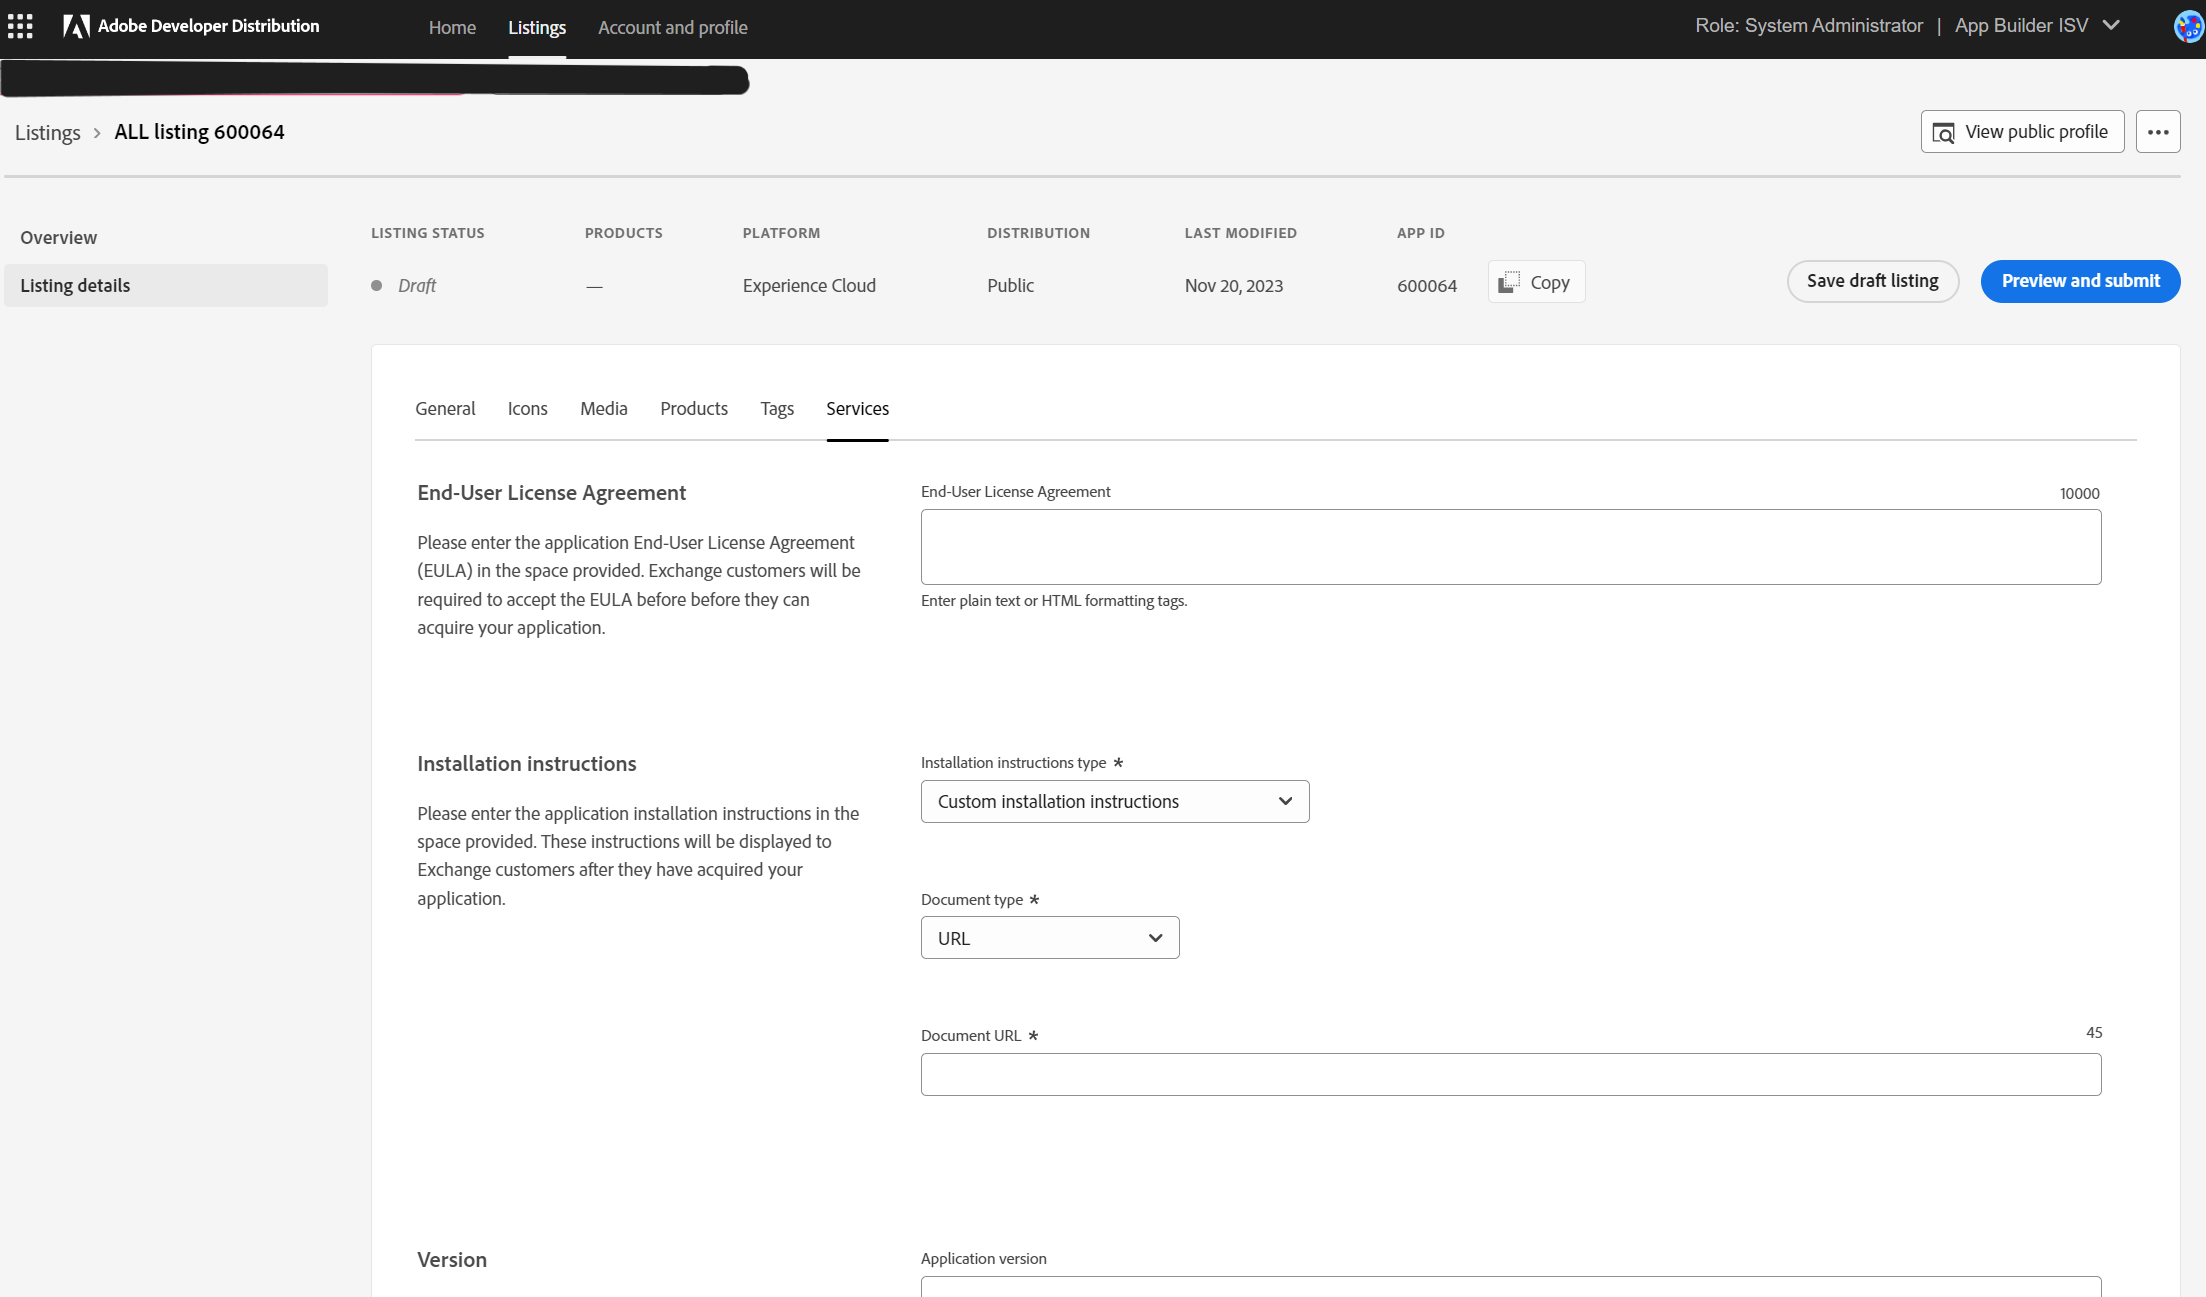 Adobe Developer Distribution Home Listings Account and profile Role: System Administrator | App Builder ISV
Listings > ALL listing 600064 View public profile
Overview
Listing details
LISTING STATUS PRODUCTS PLATFORM DISTRIBUTION LAST MODIFIED APP ID
Draft — Experience Cloud Public Nov 20, 2023 600064 Copy Save draft listing Preview and submit
General Icons Media Products Tags Services
End-User License Agreement
Please enter the application End-User License Agreement
(EULA) in the space provided. Exchange customers will be
required to accept the EULA before before they can
acquire your application.
End-User License Agreement 10000
Enter plain text or HTML formatting tags.
Installation instructions
Please enter the application installation instructions in the
space provided. These instructions will be displayed to
Exchange customers after they have acquired your
application.
Installation instructions type *
Custom installation instructions
Document type *
URL
Document URL * 45
Version
Application version